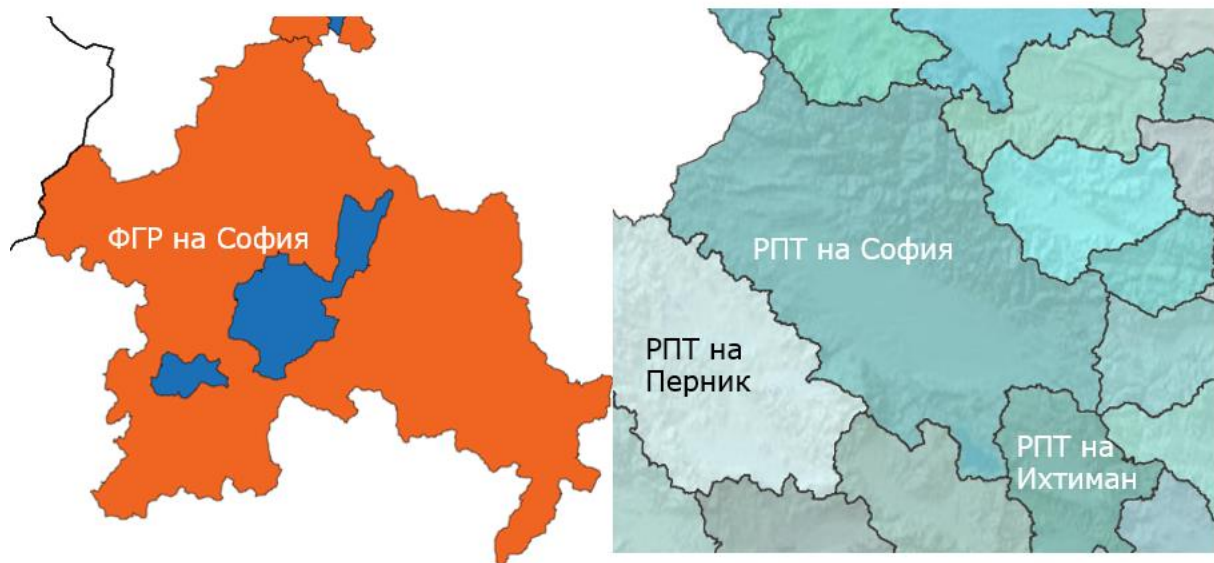 ФГР на София
РПТ на София
РПТ на
Перник
РПТ на
Ихтиман